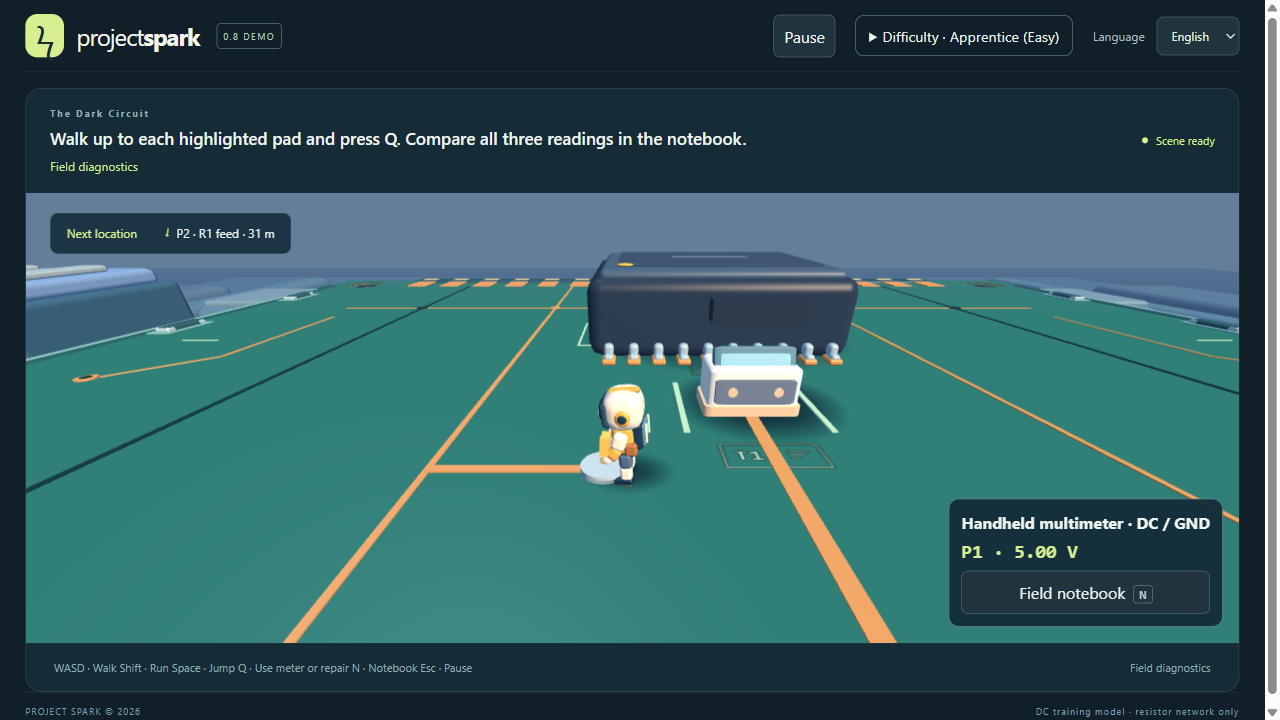 projectspark
0.8 DEMO
Pause
▶ Difficulty · Apprentice (Easy)
Language
English
The Dark Circuit
Walk up to each highlighted pad and press Q. Compare all three readings in the notebook.
Field diagnostics
Scene ready
Next location
P2 · R1 feed · 31 m
T1
Handheld multimeter · DC / GND
P1 · 5.00 V
Field notebook N
WASD · Walk Shift · Run Space · Jump Q · Use meter or repair N · Notebook Esc · Pause
Field diagnostics
PROJECT SPARK © 2026
DC training model · resistor network only